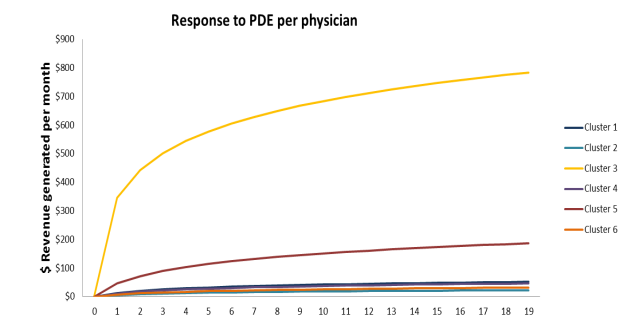 Response to PDE per physician
$ Revenue generated per month
$900
$800
$700
$600
$500
$400
$300
$200
$100
$0
0 1 2 3 4 5 6 7 8 9 10 11 12 13 14 15 16 17 18 19
Cluster 1
Cluster 2
Cluster 3
Cluster 4
Cluster 5
Cluster 6